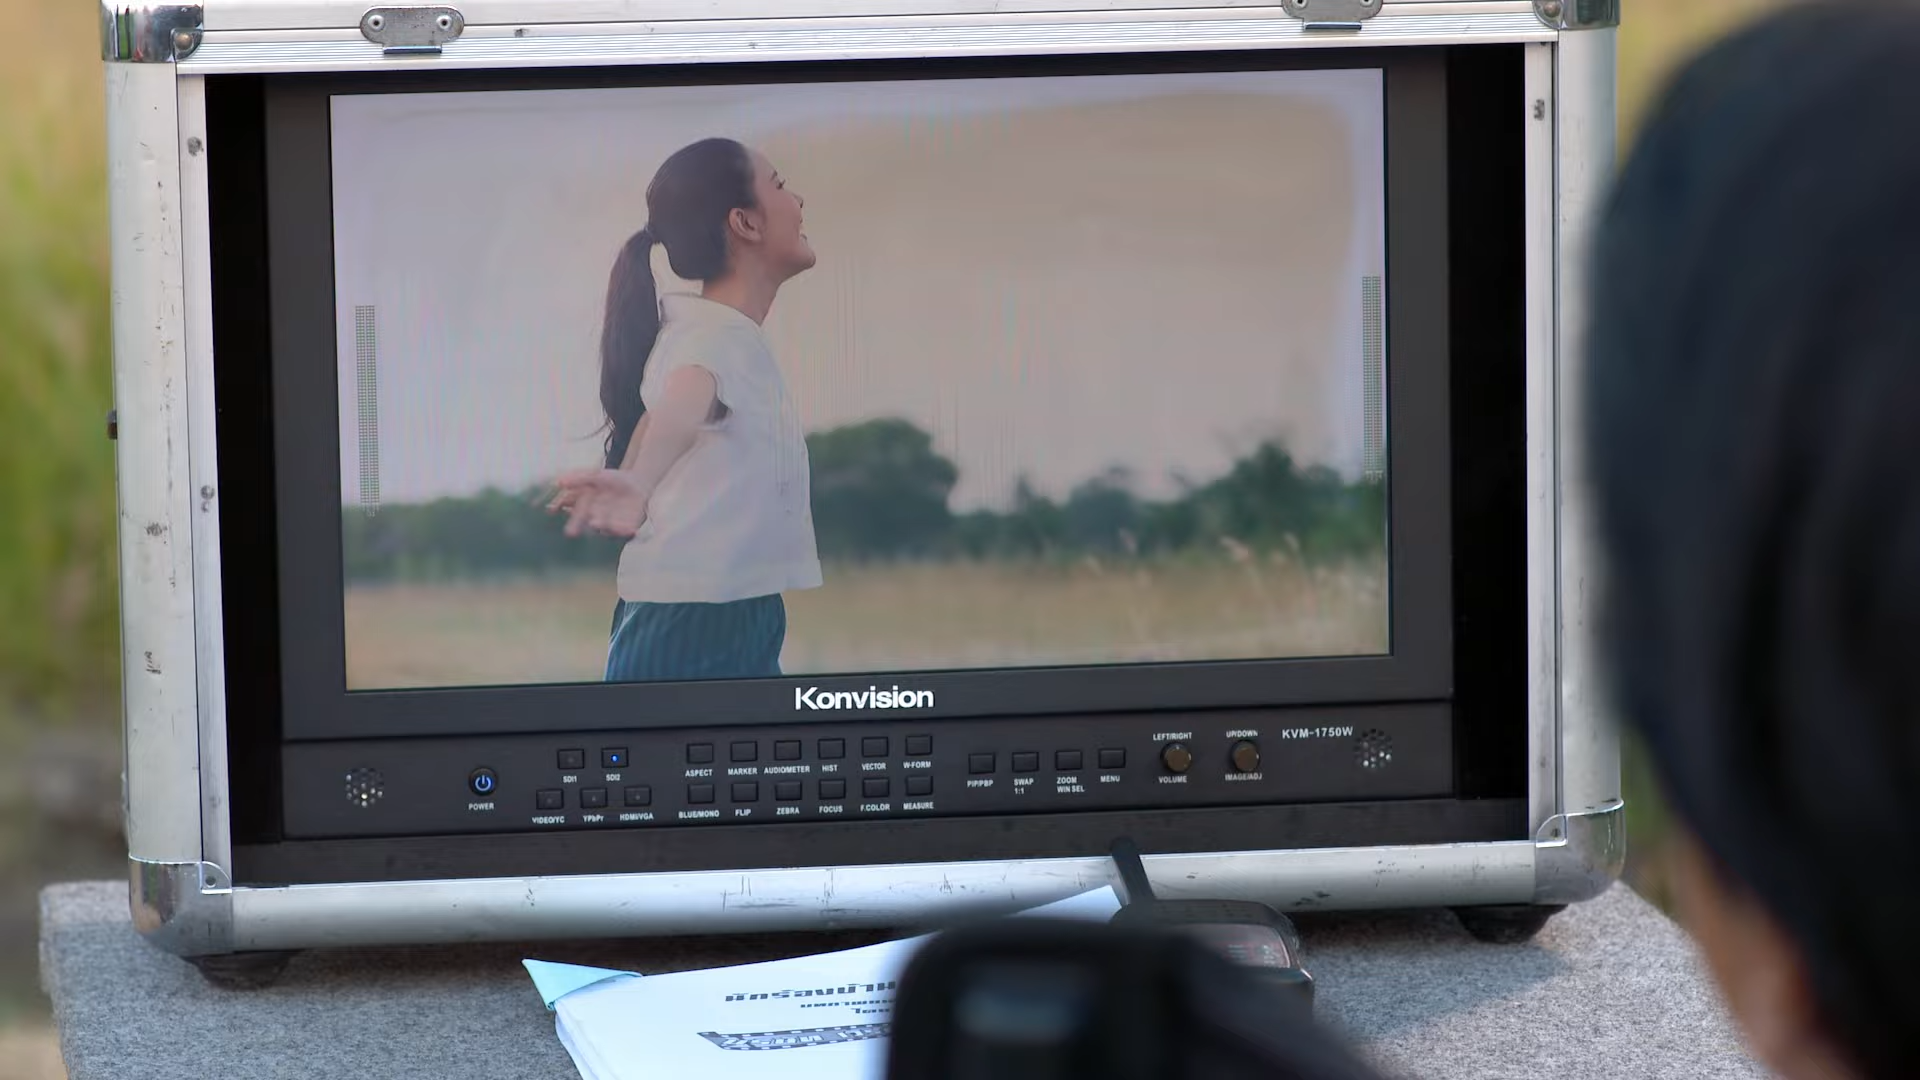 Konvision
KVM-1750W
LEFT/RIGHT
UP/DOWN
SDI1
SDI2
ASPECT
MARKER
AUDIOMETER
HIST
VECTOR
W-FORM
PIP/PBP
SWAP
1:1
ZOOM
WIN SEL
MENU
VOLUME
IMAGE/ADJ
POWER
VIDEO/YC
YPbPr
HDMI/VGA
BLUE/MONO
FLIP
ZEBRA
FOCUS
F.COLOR
MEASURE